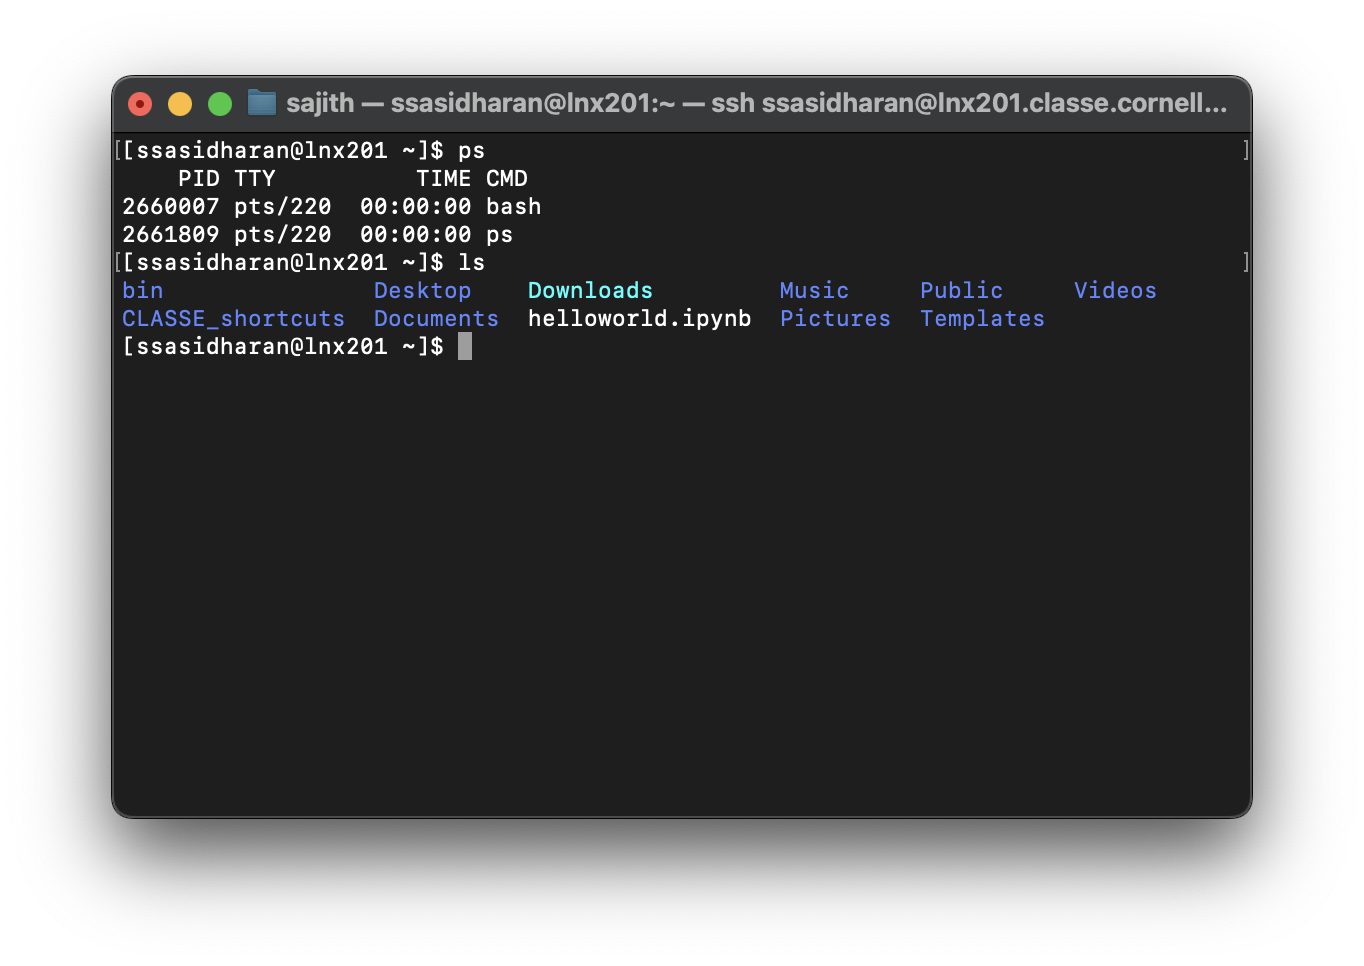 sajith — ssasidharan@lnx201:~ — ssh ssasidharan@lnx201.classe.cornell...
[[ssasidharan@lnx201 ~]$ ps ]
    PID TTY          TIME CMD
2660007 pts/220  00:00:00 bash
2661809 pts/220  00:00:00 ps
[[ssasidharan@lnx201 ~]$ ls ]
bin               Desktop    Downloads         Music     Public     Videos
CLASSE_shortcuts  Documents  helloworld.ipynb  Pictures  Templates
[ssasidharan@lnx201 ~]$